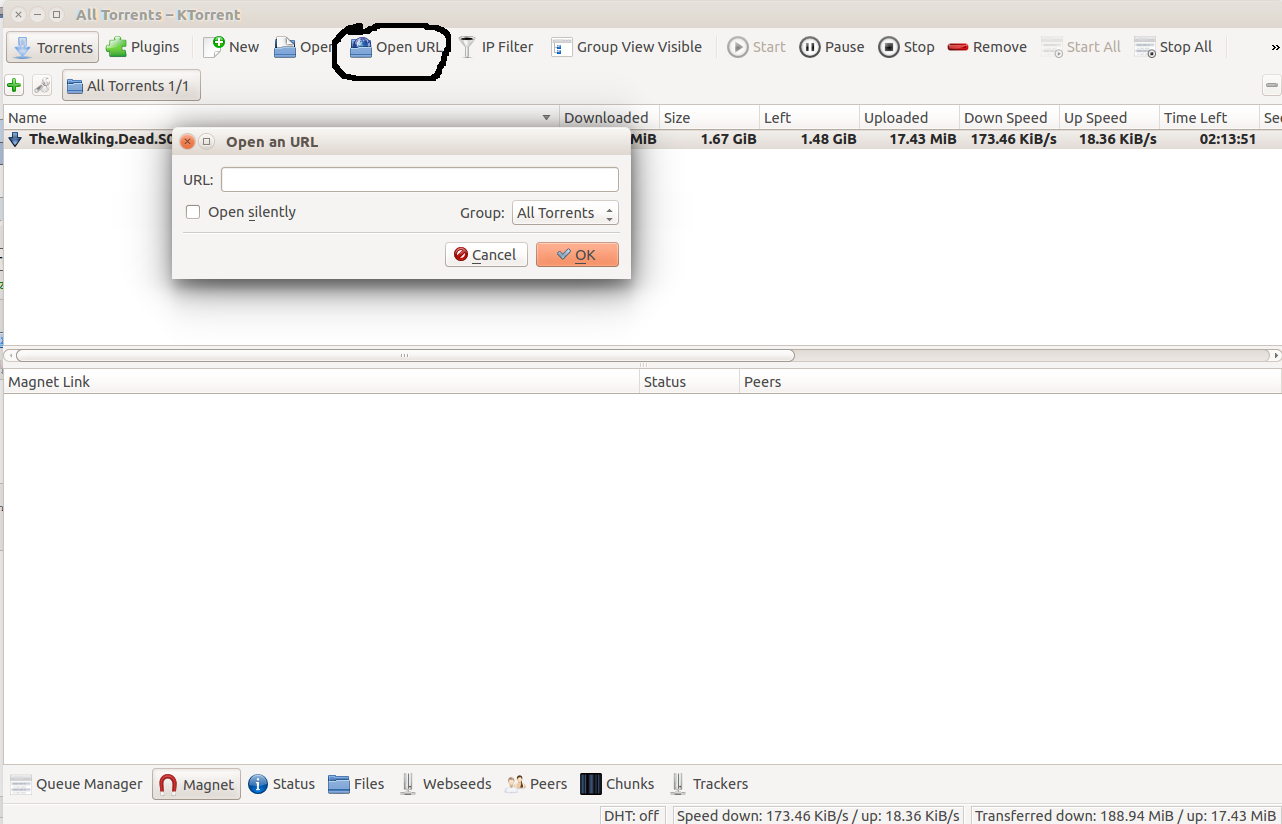 All Torrents – KTorrent
Torrents Plugins New Open Open URL IP Filter Group View Visible Start Pause Stop Remove Start All Stop All »
All Torrents 1/1
Name Downloaded Size Left Uploaded Down Speed Up Speed Time Left See
The.Walking.Dead.S0 MiB 1.67 GiB 1.48 GiB 17.43 MiB 173.46 KiB/s 18.36 KiB/s 02:13:51
Open an URL
URL:
Open silently Group: All Torrents
Cancel OK
Magnet Link Status Peers
Queue Manager Magnet Status Files Webseeds Peers Chunks Trackers
DHT: off Speed down: 173.46 KiB/s / up: 18.36 KiB/s Transferred down: 188.94 MiB / up: 17.43 MiB